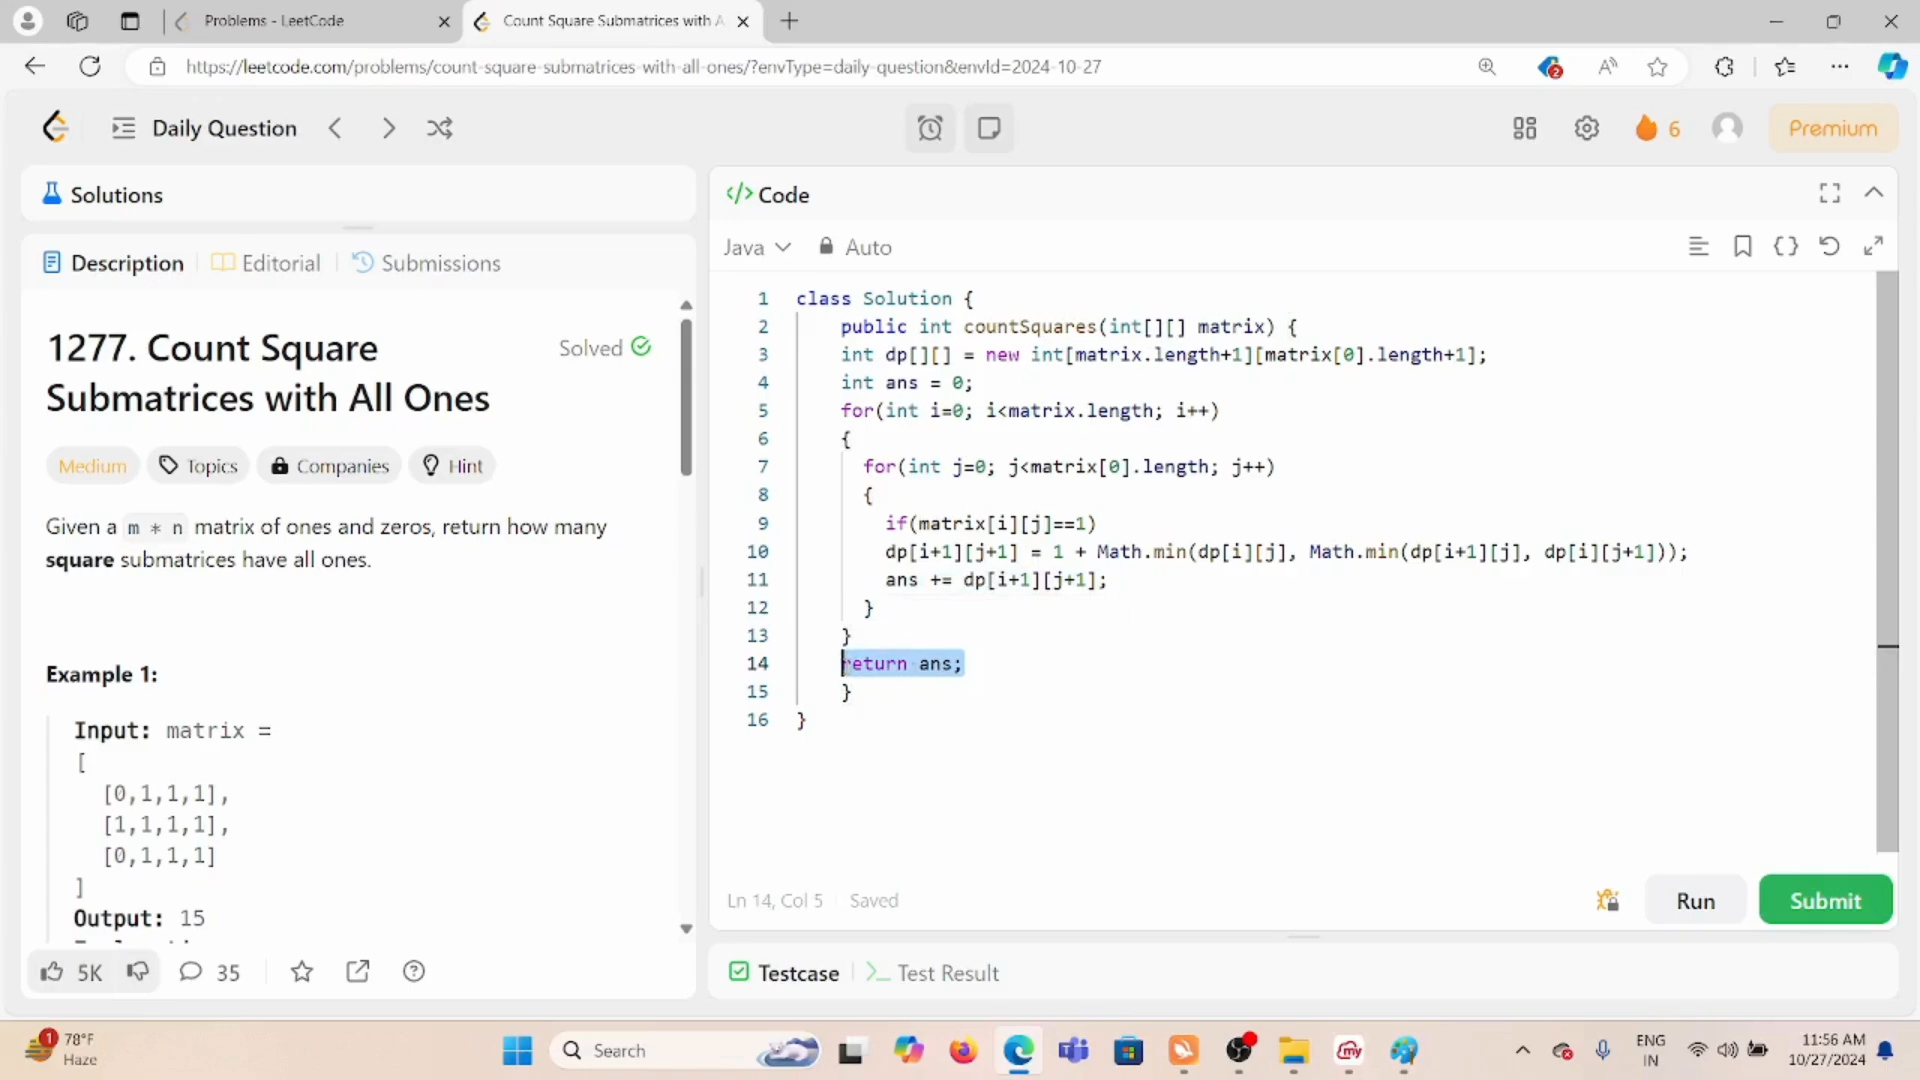 Problems - LeetCode
Count Square Submatrices with A
https://leetcode.com/problems/count-square-submatrices-with-all-ones/?envType=daily-question&envId=2024-10-27
2
Daily Question
6
Premium
Solutions
Description
Editorial
Submissions
1277. Count Square Submatrices with All Ones
Solved
Medium
Topics
Companies
Hint
Given a m * n matrix of ones and zeros, return how many
square submatrices have all ones.
Example 1:
Input: matrix =
[
[0,1,1,1],
[1,1,1,1],
[0,1,1,1]
]
Output: 15
5K
35
</> Code
Java
Auto
1 class Solution {
2 public int countSquares(int[][] matrix) {
3 int dp[][] = new int[matrix.length+1][matrix[0].length+1];
4 int ans = 0;
5 for(int i=0; i<matrix.length; i++)
6 {
7 for(int j=0; j<matrix[0].length; j++)
8 {
9 if(matrix[i][j]==1)
10 dp[i+1][j+1] = 1 + Math.min(dp[i][j], Math.min(dp[i+1][j], dp[i][j+1]));
11 ans += dp[i+1][j+1];
12 }
13 }
14 return ans;
15 }
16 }
Ln 14, Col 5
Saved
Run
Submit
Testcase
>_ Test Result
1
78°F
Haze
Search
my
ENG
IN
11:56 AM
10/27/2024